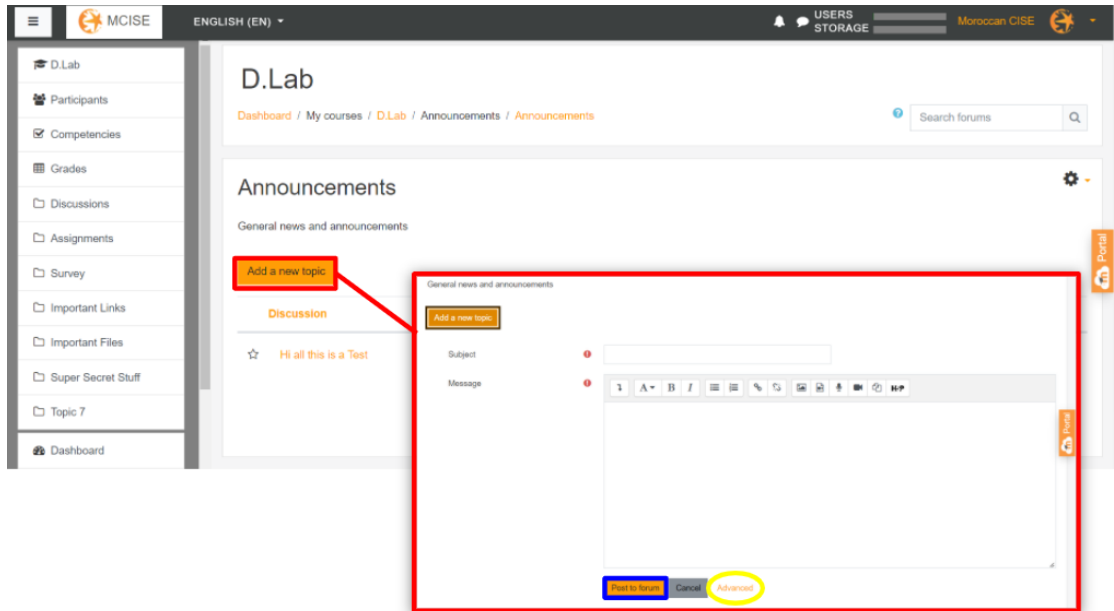 MCISE ENGLISH (EN) USERS Moroccan CISE
STORAGE
D.Lab
Participants
Competencies
Grades
Discussions
Assignments
Survey
Important Links
Important Files
Super Secret Stuff
Topic 7
Dashboard
D.Lab
Dashboard / My courses / D.Lab / Announcements / Announcements
Search forums
Announcements
General news and announcements
Add a new topic
Discussion
Hi all this is a Test
Portal
General news and announcements
Add a new topic
Subject
Message
A B I H-P
Portal
Post to forum Cancel Advanced